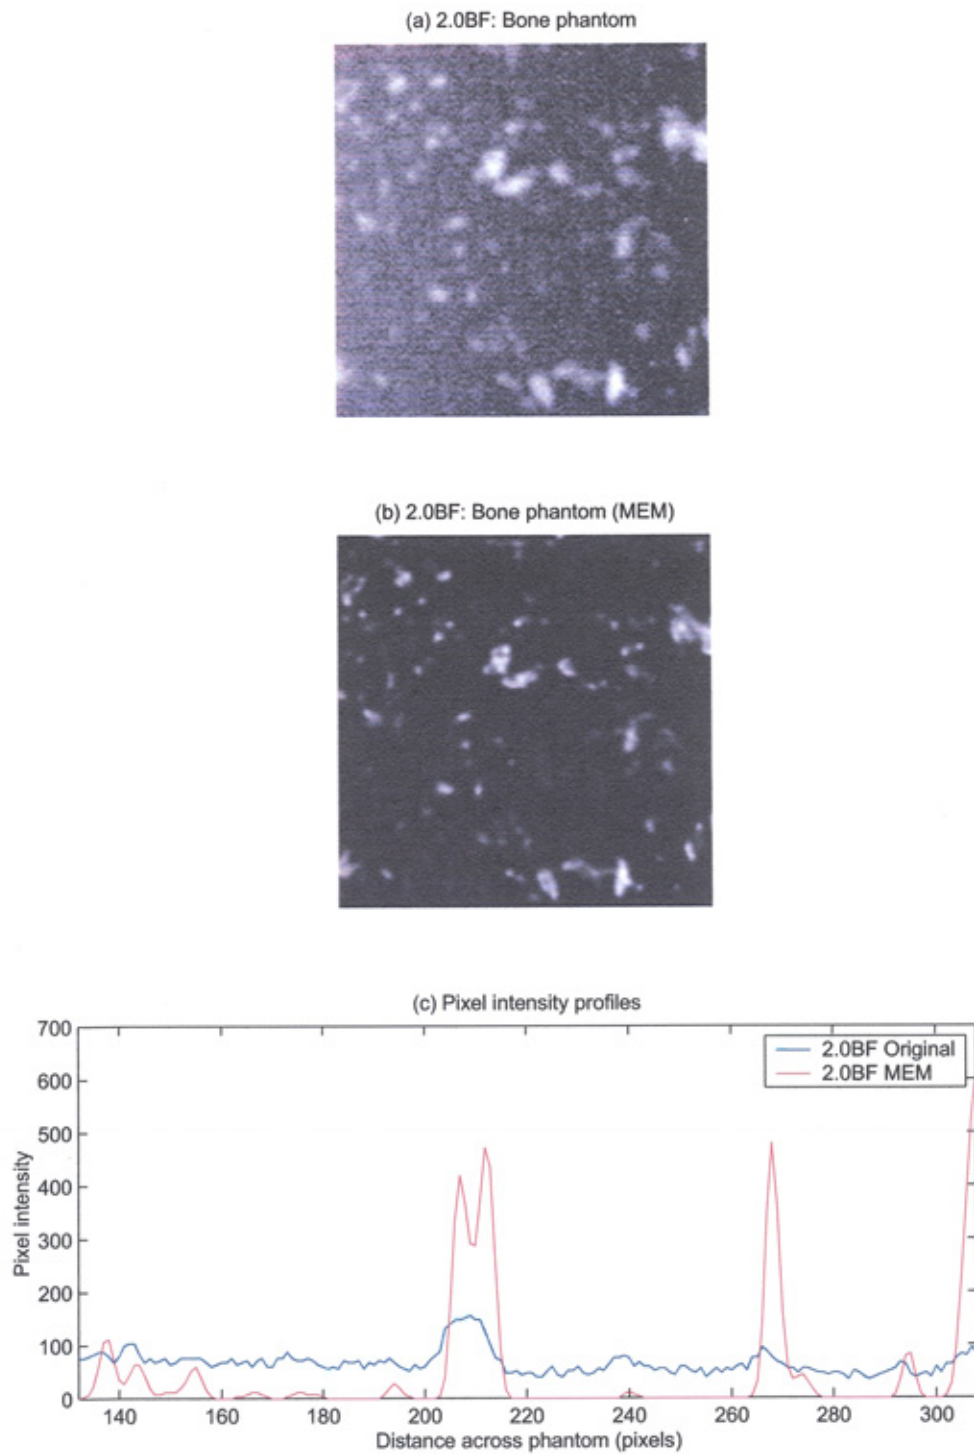 (a) 2.0BF: Bone phantom
(b) 2.0BF: Bone phantom (MEM)
(c) Pixel intensity profiles
700
600
500
400
300
200
100
0
Pixel intensity
2.0BF Original
2.0BF MEM
140 160 180 200 220 240 260 280 300
Distance across phantom (pixels)